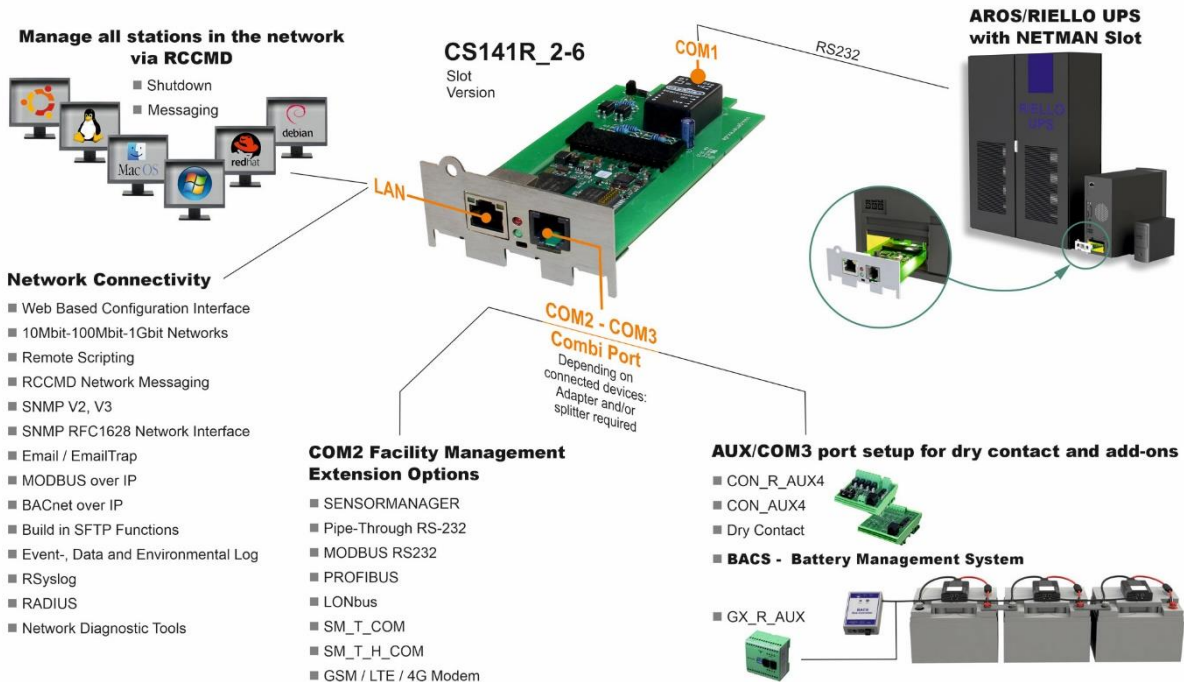 Manage all stations in the network
via RCCMD
Shutdown
Messaging
debian
redhat
Mac OS
CS141R_2-6
Slot
Version
COM1
RS232
AROS/RIELLO UPS
with NETMAN Slot
RIELLO
UPS
LAN
COM2 - COM3
Combi Port
Depending on
connected devices:
Adapter and/or
splitter required
Network Connectivity
Web Based Configuration Interface
10Mbit-100Mbit-1Gbit Networks
Remote Scripting
RCCMD Network Messaging
SNMP V2, V3
SNMP RFC1628 Network Interface
Email / EmailTrap
MODBUS over IP
BACnet over IP
Build in SFTP Functions
Event-, Data and Environmental Log
RSyslog
RADIUS
Network Diagnostic Tools
COM2 Facility Management
Extension Options
SENSORMANAGER
Pipe-Through RS-232
MODBUS RS232
PROFIBUS
LONbus
SM_T_COM
SM_T_H_COM
GSM / LTE / 4G Modem
AUX/COM3 port setup for dry contact and add-ons
CON_R_AUX4
CON_AUX4
Dry Contact
BACS - Battery Management System
GX_R_AUX
BACS